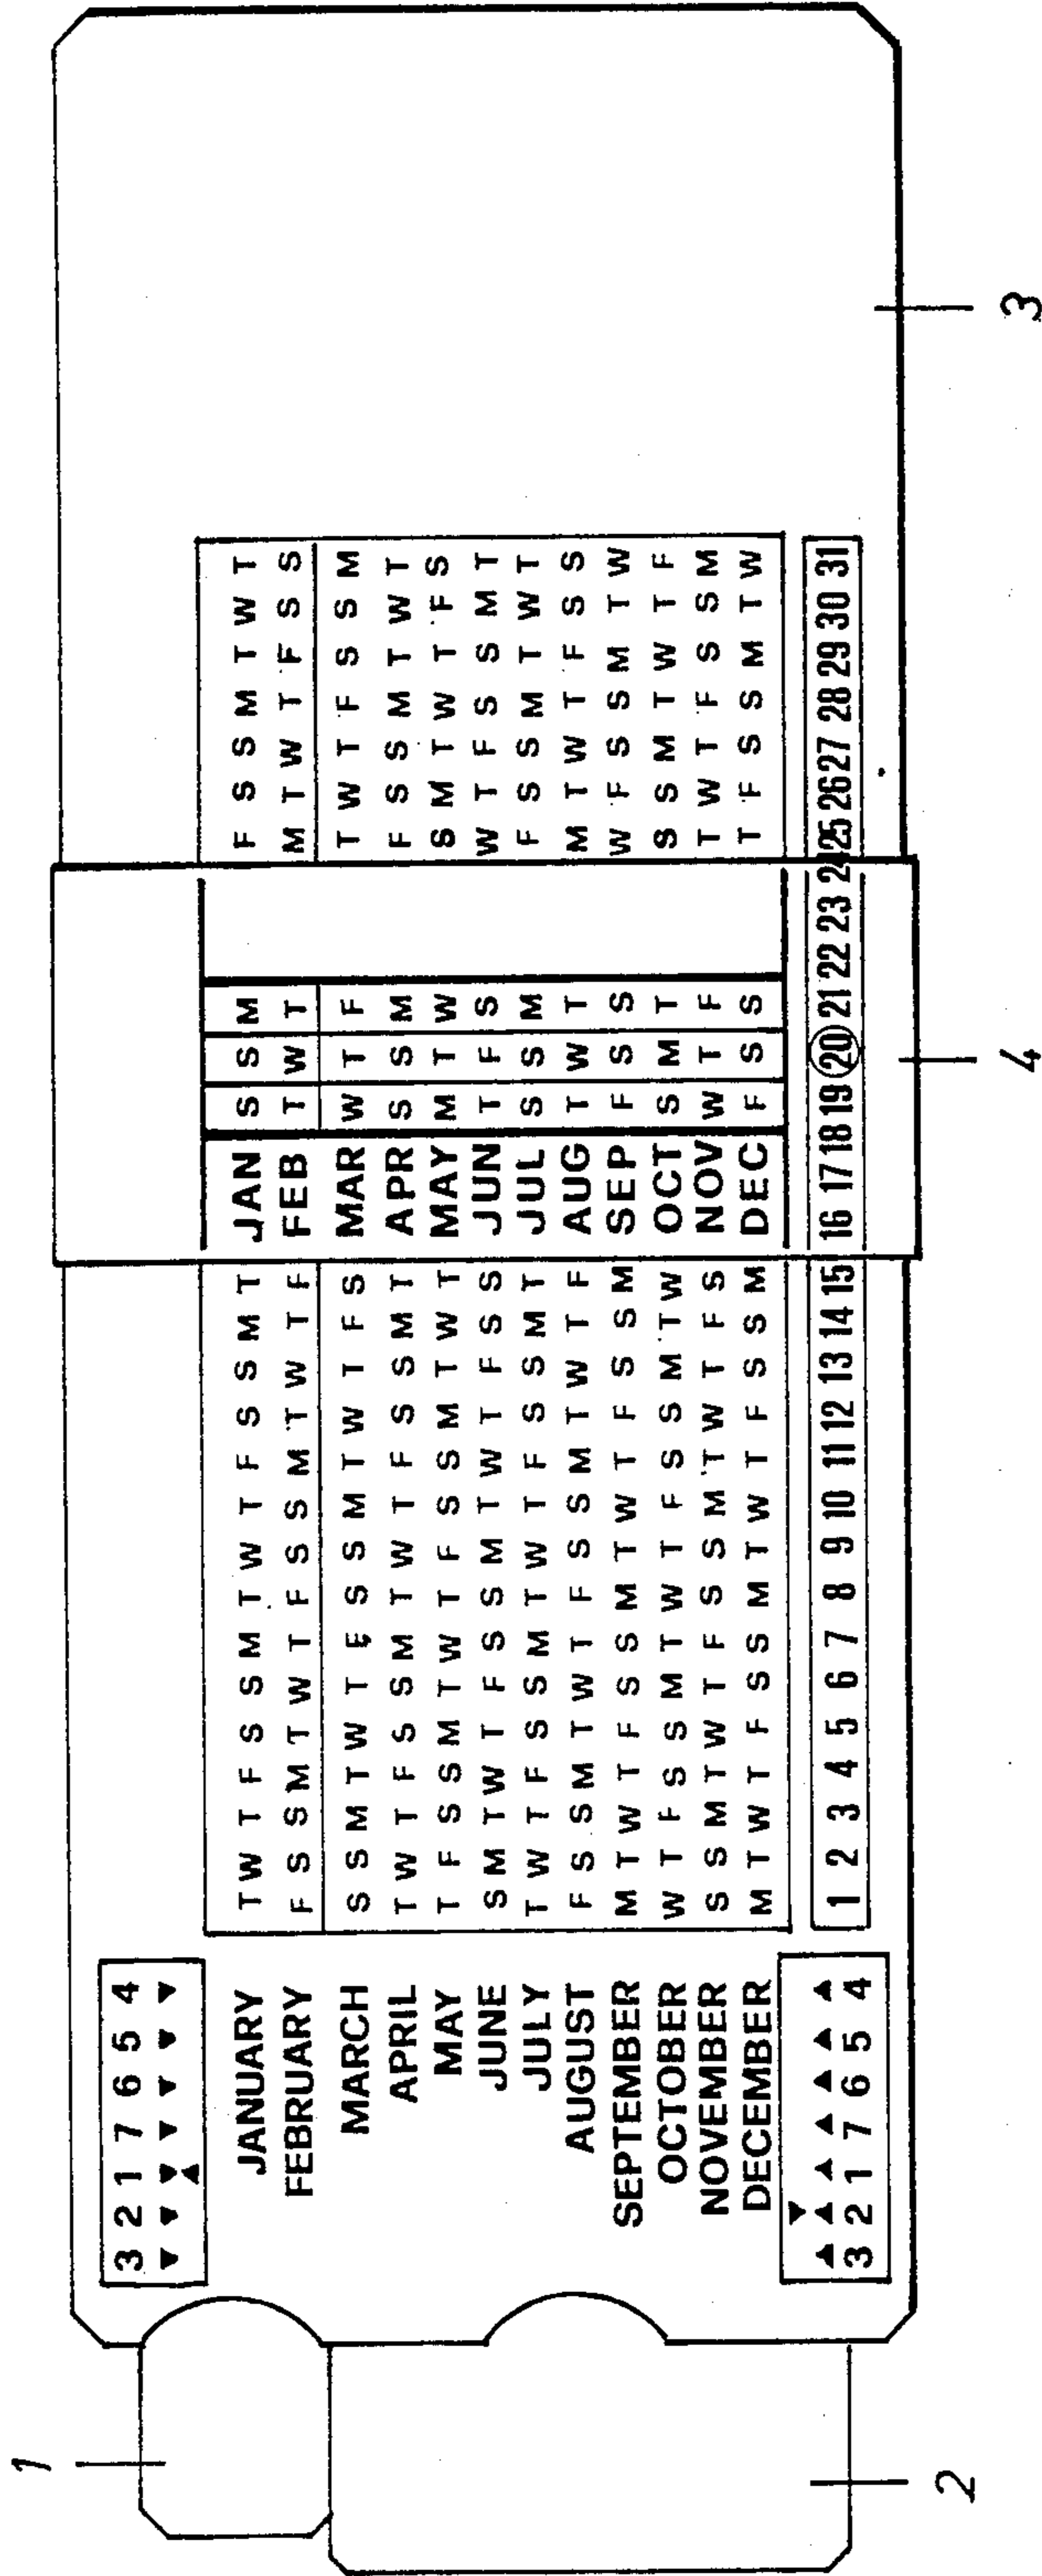 1
3 2 1 7 6 5 4
JANUARY T W T F S S M T W T F S S M T JAN S S M F S S M T W T
FEBRUARY F S S M T W T F S S M T W T F FEB T W T M T W T F S S
MARCH S S M T W T F S S M T W T F S MAR W T F T W T F S S M
APRIL T W T F S S M T W T F S S M T APR S S M F S S M T W T
MAY T F S S M T W T F S S M T W T MAY M T W S M T W T F S
JUNE S M T W T F S S M T W T F S S JUN T F S W T F S S M T
JULY T W T F S S M T W T F S S M T JUL S S M F S S M T W T
AUGUST F S S M T W T F S S M T W T F AUG T W T M T W T F S S
SEPTEMBER M T W T F S S M T W T F S S M SEP F S S W F S S M T W
OCTOBER W T F S S M T W T F S S M T W OCT S M T S S M T W T F
NOVEMBER S S M T W T F S S M T W T F S NOV W T F T W T F S S M
DECEMBER M T W T F S S M T W T F S S M DEC F S S T F S S M T W
3 2 1 7 6 5 4 1 2 3 4 5 6 7 8 9 10 11 12 13 14 15 16 17 18 19 20 21 22 23 24 25 26 27 28 29 30 31
2 4 3